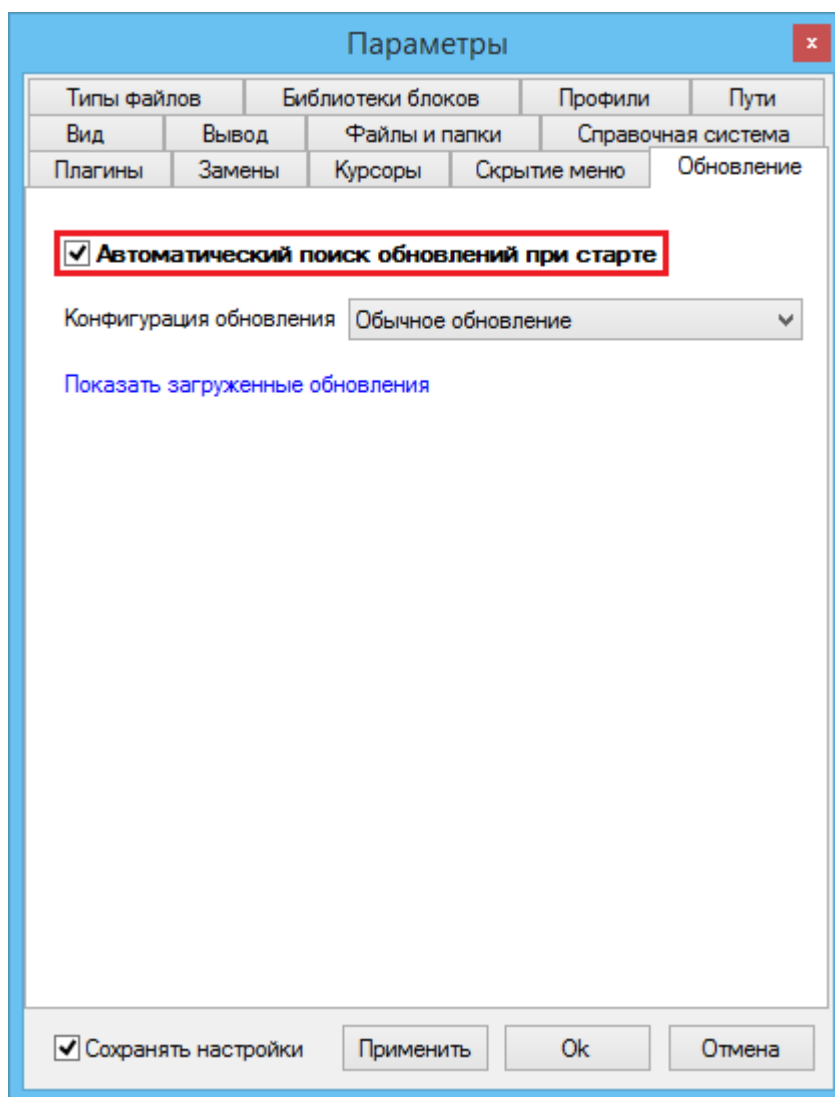 Параметры
x
Типы файлов Библиотеки блоков Профили Пути
Вид Вывод Файлы и папки Справочная система
Плагины Замены Курсоры Скрытие меню Обновление
Автоматический поиск обновлений при старте
Конфигурация обновления Обычное обновление
Показать загруженные обновления
Сохранять настройки Применить Ok Отмена